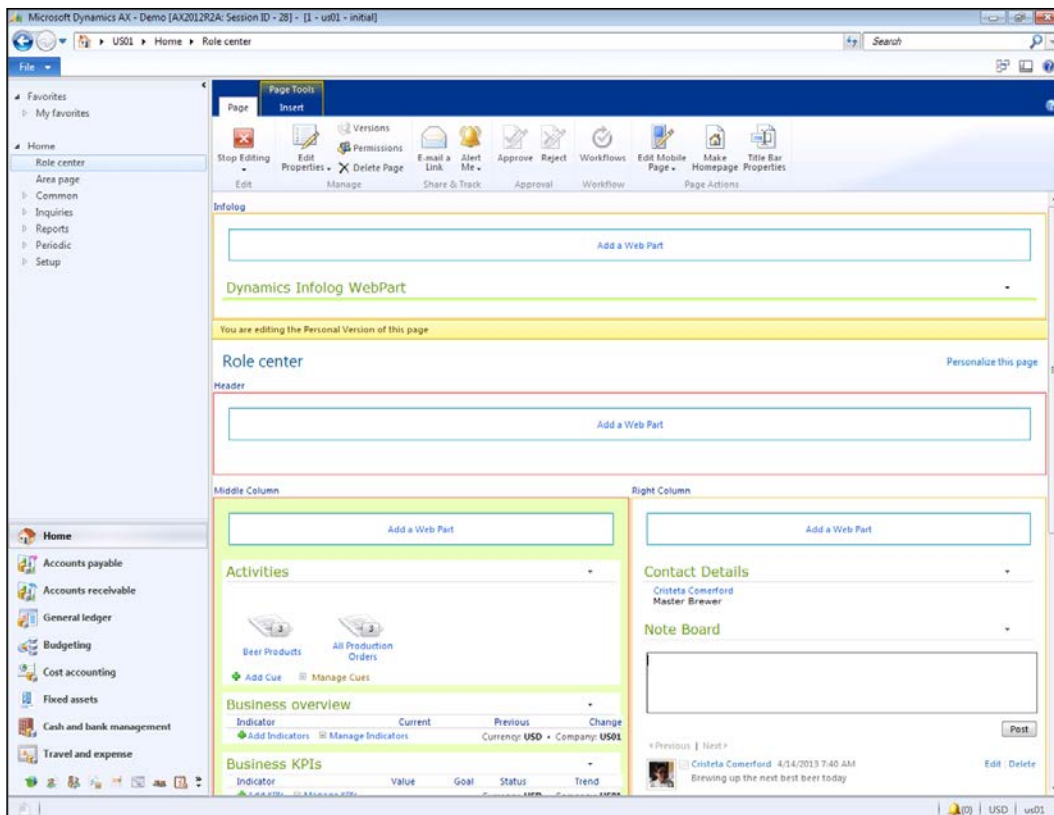 Microsoft Dynamics AX - Demo [AX2012R2A: Session ID - 28] - [1 - us01 - initial]
US01 Home Role center
Search
File
Favorites
My favorites
Home
Role center
Area page
Common
Inquiries
Reports
Periodic
Setup
Home
Accounts payable
Accounts receivable
General ledger
Budgeting
Cost accounting
Fixed assets
Cash and bank management
Travel and expense
Page Tools
Page Insert
Stop Editing
Edit Properties
Versions
Permissions
Delete Page
E-mail a Link
Alert Me
Approve
Reject
Workflows
Edit Mobile Page
Make Homepage
Title Bar Properties
Edit Manage Share & Track Approval Workflow Page Actions
Infolog
Add a Web Part
Dynamics Infolog WebPart
You are editing the Personal Version of this page
Role center
Personalize this page
Header
Add a Web Part
Middle Column
Add a Web Part
Activities
3
Beer Products
3
All Production Orders
Add Cue Manage Cues
Business overview
Indicator Current Previous Change
Add Indicators Manage Indicators Currency: USD • Company: US01
Business KPIs
Indicator Value Goal Status Trend
Right Column
Add a Web Part
Contact Details
Cristeta Comerford
Master Brewer
Note Board
Post
Previous | Next
Cristeta Comerford 4/14/2013 7:40 AM Edit | Delete
Brewing up the next best beer today
(0) USD us01